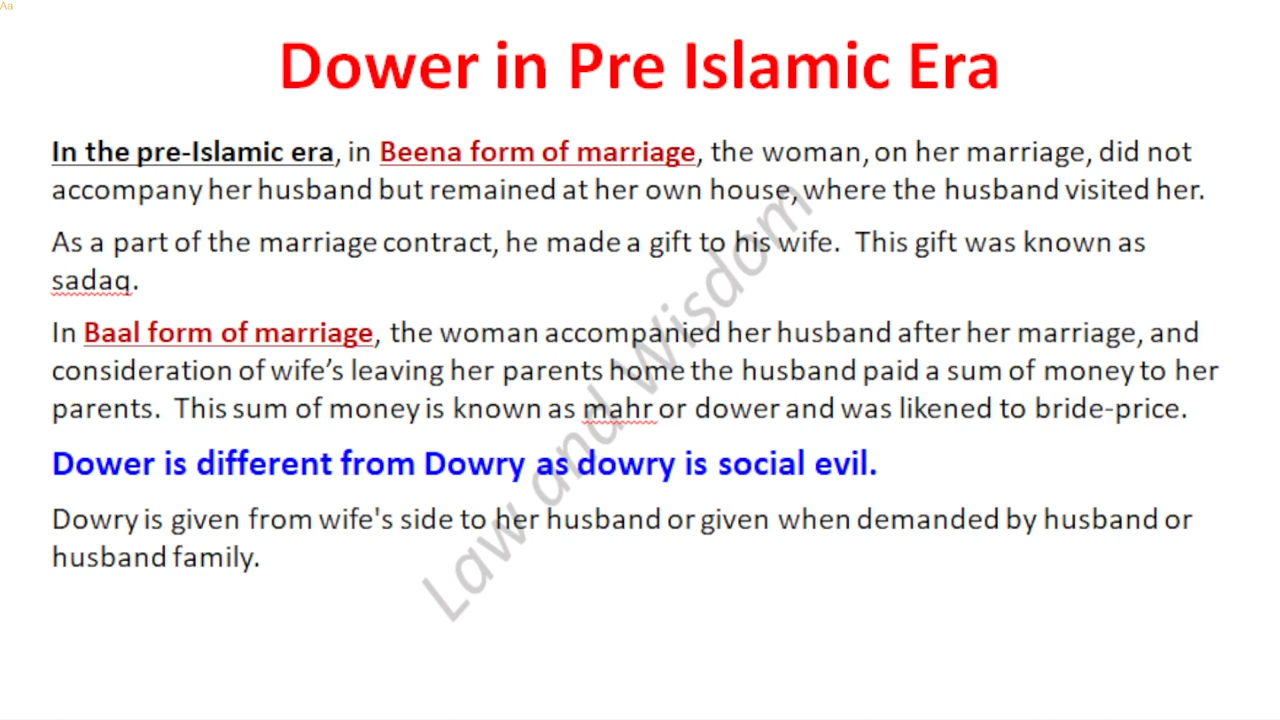 Aa
Dower in Pre Islamic Era
In the pre-Islamic era, in Beena form of marriage, the woman, on her marriage, did not
accompany her husband but remained at her own house, where the husband visited her.
As a part of the marriage contract, he made a gift to his wife.  This gift was known as
sadaq.
In Baal form of marriage, the woman accompanied her husband after her marriage, and
consideration of wife’s leaving her parents home the husband paid a sum of money to her
parents.  This sum of money is known as mahr or dower and was likened to bride-price.
Dower is different from Dowry as dowry is social evil.
Dowry is given from wife's side to her husband or given when demanded by husband or
husband family.
Law and Wisdom